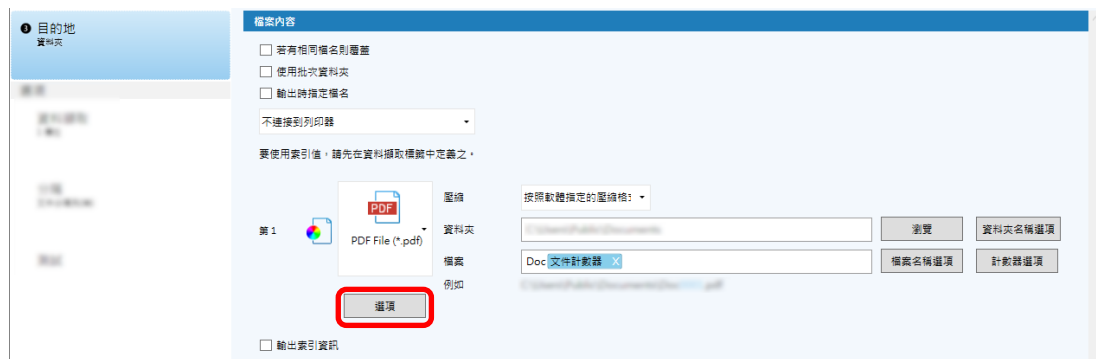 ❸ 目的地
資料夾
檔案內容
若有相同檔名則覆蓋
使用批次資料夾
輸出時指定檔名
不連接到列印器
要使用索引值，請先在資料擷取標籤中定義之。
第 1
PDF
PDF File (*.pdf)
壓縮
按照軟體指定的壓縮格式
資料夾
瀏覽
資料夾名稱選項
檔案
Doc 文件計數器 X
檔案名稱選項
計數器選項
例如
選項
輸出索引資訊